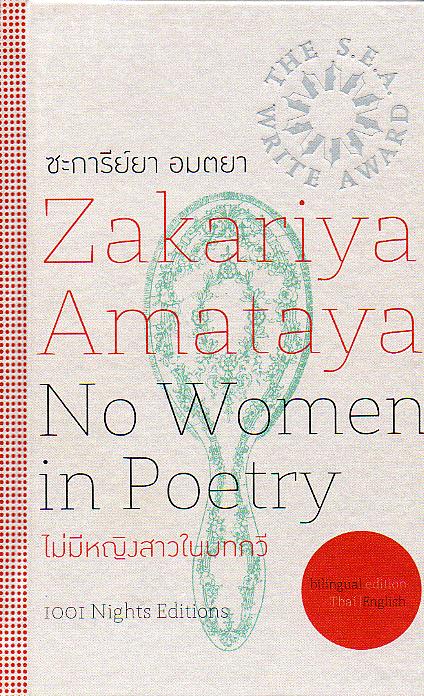 THE S.E.A.
WRITE AWARD
ซะการีย์ยา อมตยา
Zakariya
Amataya
No Women
in Poetry
ไม่มีหญิงสาวในบทกวี
1001 Nights Editions
bilingual edition
Thai|English